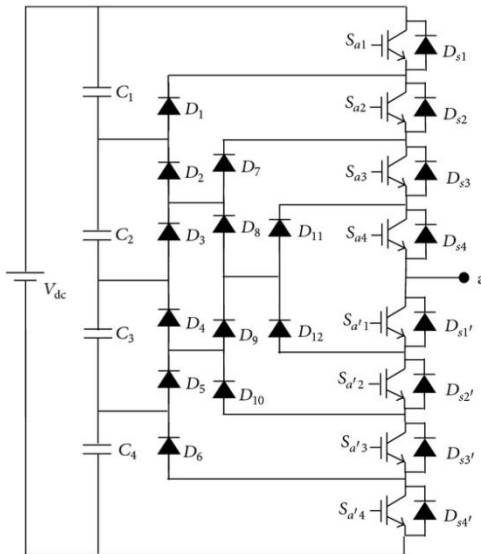 S_a1
D_s1
C_1
D_1
S_a2
D_s2
D_2
D_7
S_a3
D_s3
C_2
D_3
D_8
D_11
S_a4
D_s4
V_dc
a
C_3
D_4
D_9
D_12
S_a'1
D_s1'
D_5
D_10
S_a'2
D_s2'
C_4
D_6
S_a'3
D_s3'
S_a'4
D_s4'